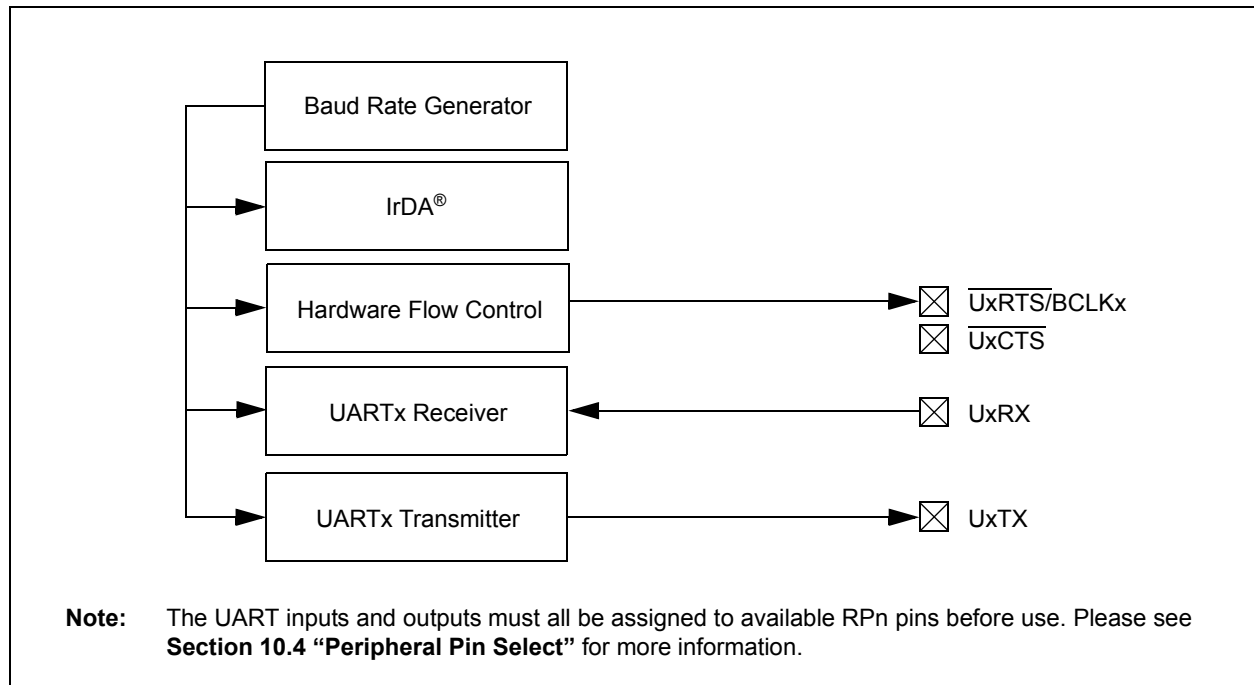 Baud Rate Generator
IrDA®
Hardware Flow Control
UxRTS/BCLKx
UxCTS
UARTx Receiver
UxRX
UARTx Transmitter
UxTX
Note: The UART inputs and outputs must all be assigned to available RPn pins before use. Please see
Section 10.4 “Peripheral Pin Select” for more information.